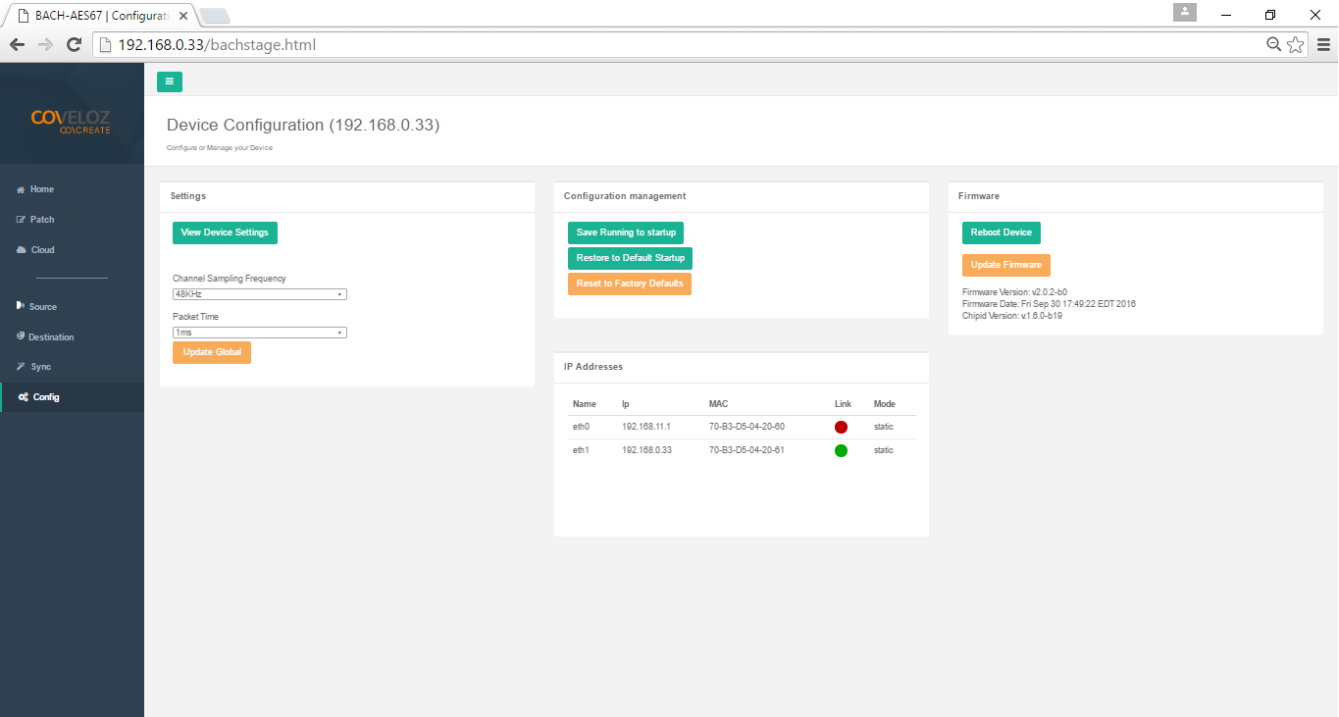 BACH-AES67 | Configurati
192.168.0.33/bachstage.html
COVELOZ
CO\CREATE
Home
Patch
Cloud
Source
Destination
Sync
Config
Device Configuration (192.168.0.33)
Configure or Manage your Device
Settings
View Device Settings
Channel Sampling Frequency
48KHz
Packet Time
1ms
Update Global
Configuration management
Save Running to startup
Restore to Default Startup
Reset to Factory Defaults
IP Addresses
Name Ip MAC Link Mode
eth0 192.168.11.1 70-B3-D5-04-20-60 static
eth1 192.168.0.33 70-B3-D5-04-20-61 static
Firmware
Reboot Device
Update Firmware
Firmware Version: v2.0.2-b0
Firmware Date: Fri Sep 30 17:49:22 EDT 2016
Chipid Version: v.1.6.0-b19